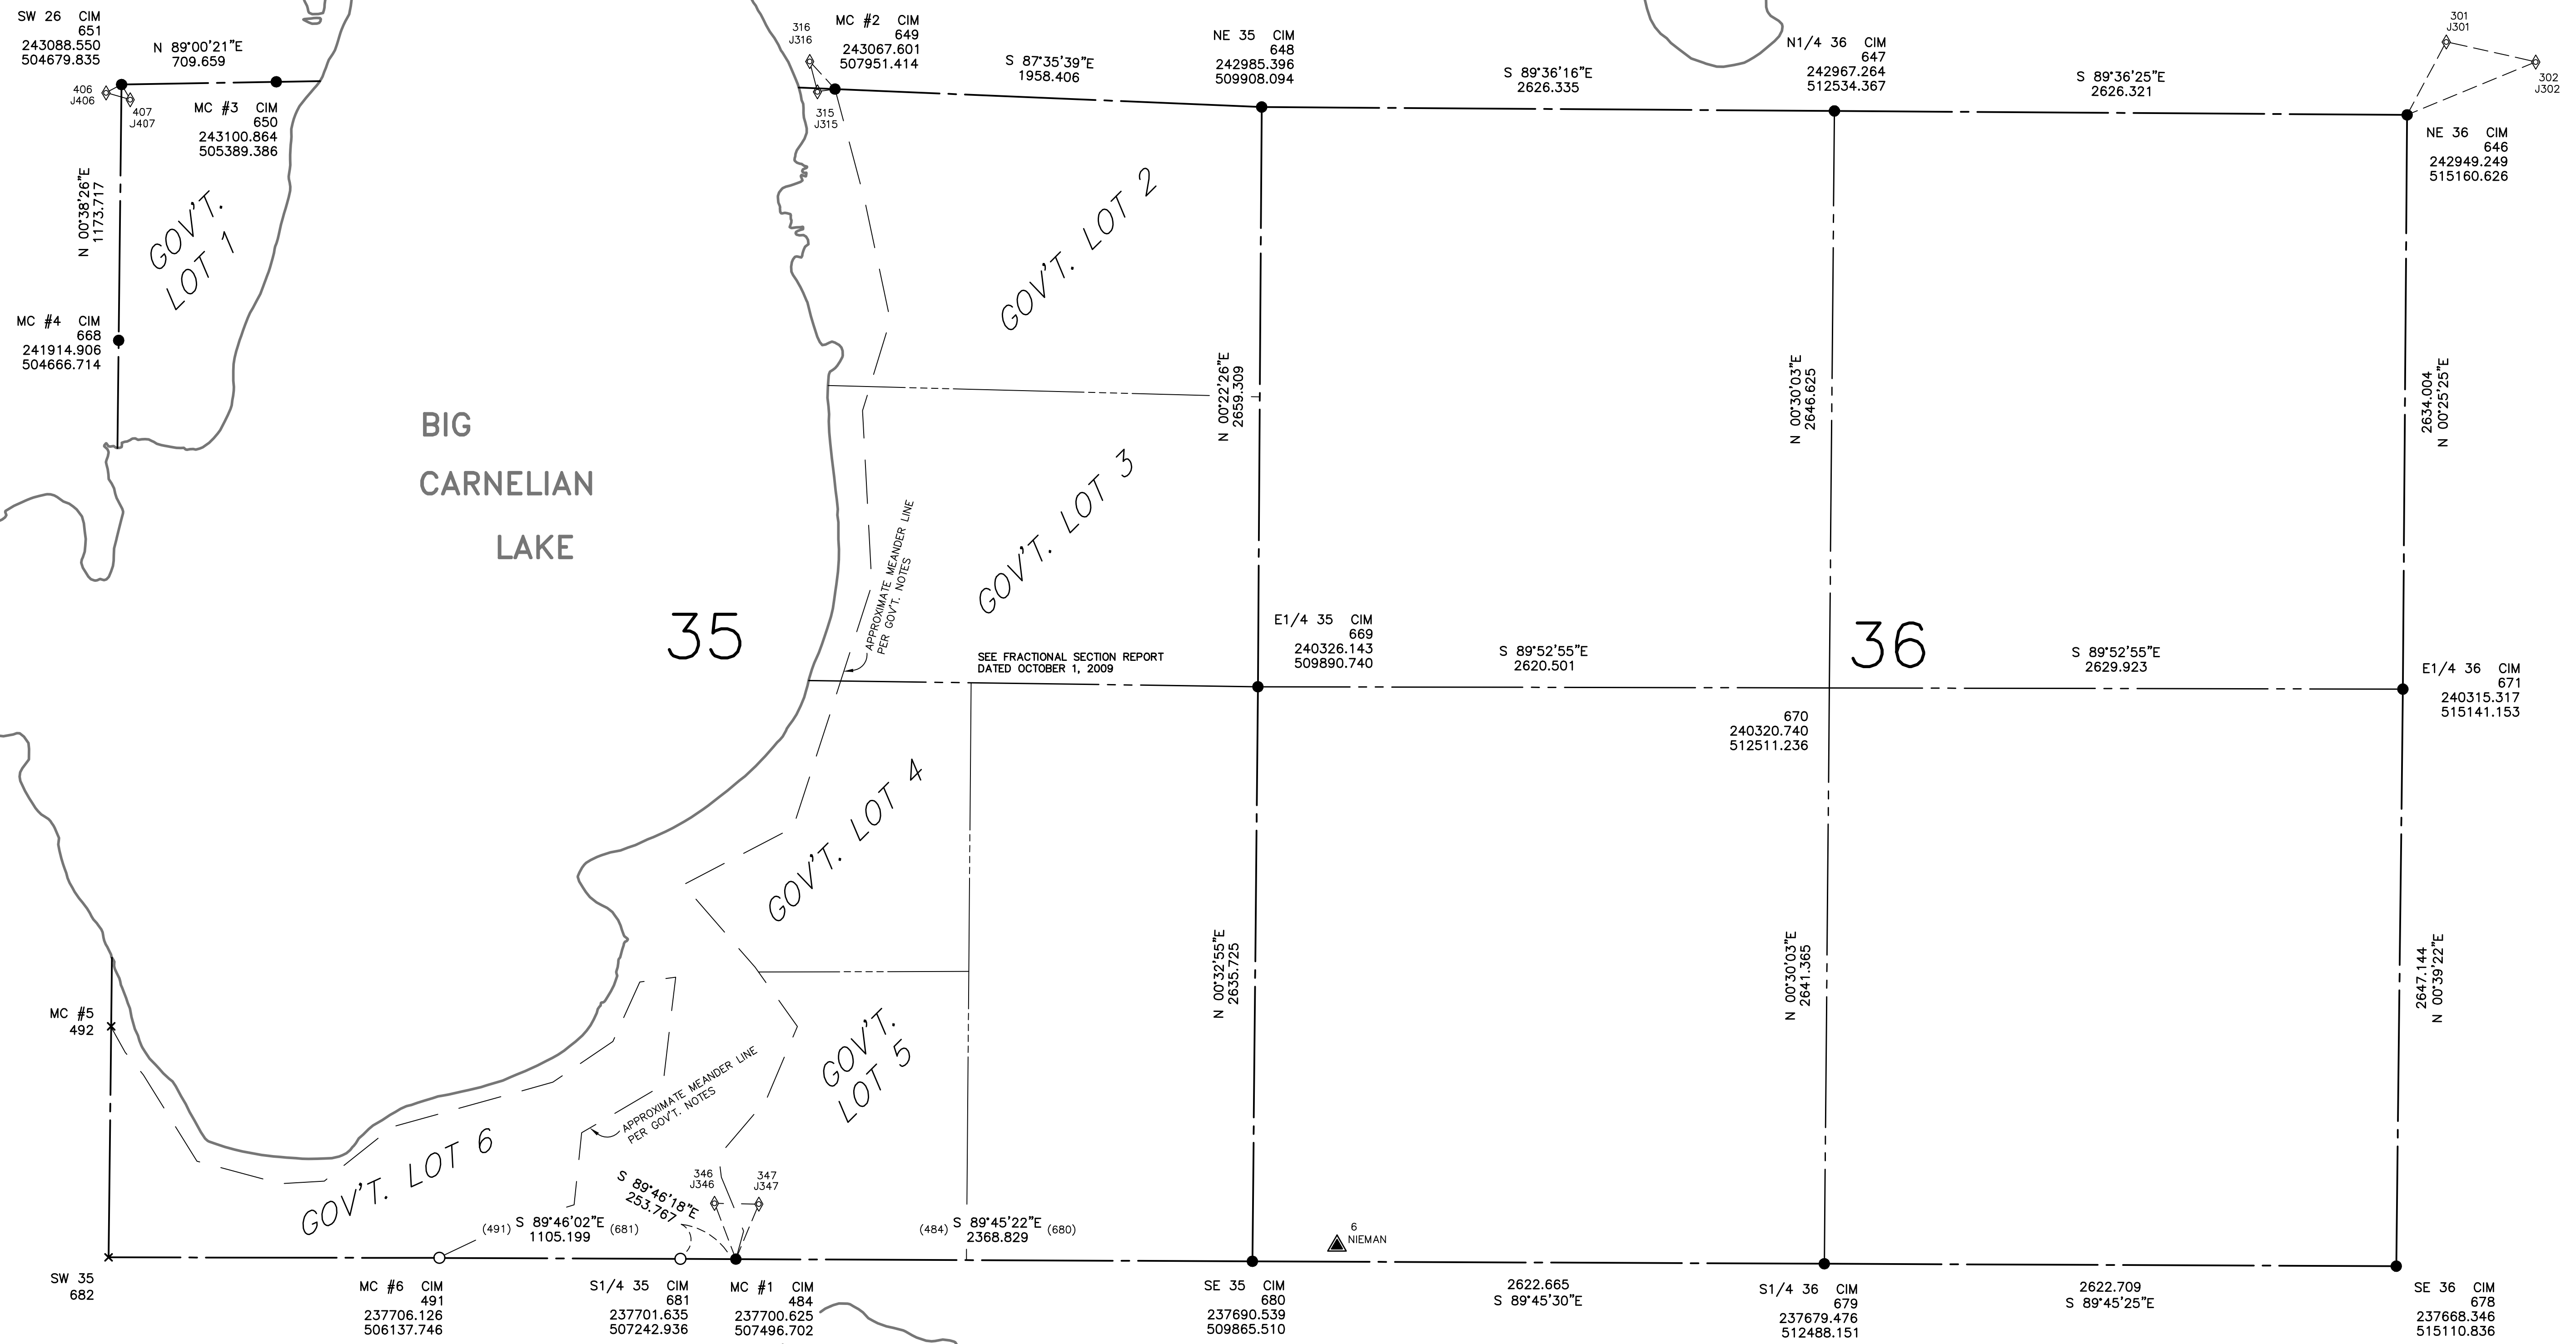 SW 26 CIM
651
243088.550
504679.835
N 89°00'21"E
709.659
406
J406
407
J407
MC #3 CIM
650
243100.864
505389.386
N 00°38'26"E
1173.717
GOV'T.
LOT 1
MC #4 CIM
668
241914.906
504666.714
316
J316
MC #2 CIM
649
243067.601
507951.414
315
J315
S 87°35'39"E
1958.406
NE 35 CIM
648
242985.396
509908.094
S 89°36'16"E
2626.335
N1/4 36 CIM
647
242967.264
512534.367
S 89°36'25"E
2626.321
301
J301
302
J302
NE 36 CIM
646
242949.249
515160.626
GOV'T. LOT 2
N 00°22'26"E
2659.309
N 00°30'03"E
2646.625
2634.004
N 00°25'25"E
BIG
CARNELIAN
LAKE
GOV'T. LOT 3
APPROXIMATE MEANDER LINE
PER GOV'T. NOTES
35
SEE FRACTIONAL SECTION REPORT
DATED OCTOBER 1, 2009
E1/4 35 CIM
669
240326.143
509890.740
S 89°52'55"E
2620.501
36
S 89°52'55"E
2629.923
E1/4 36 CIM
671
240315.317
515141.153
670
240320.740
512511.236
GOV'T. LOT 4
N 00°32'55"E
2635.725
N 00°30'03"E
2641.365
2647.144
N 00°39'22"E
MC #5
492
GOV'T.
LOT 5
APPROXIMATE MEANDER LINE
PER GOV'T. NOTES
GOV'T. LOT 6
346
J346
347
J347
S 89°46'18"E
253.767
(491) S 89°46'02"E (681)
1105.199
(484) S 89°45'22"E (680)
2368.829
6
NIEMAN
SW 35
682
MC #6 CIM
491
237706.126
506137.746
S1/4 35 CIM
681
237701.635
507242.936
MC #1 CIM
484
237700.625
507496.702
SE 35 CIM
680
237690.539
509865.510
2622.665
S 89°45'30"E
S1/4 36 CIM
679
237679.476
512488.151
2622.709
S 89°45'25"E
SE 36 CIM
678
237668.346
515110.836